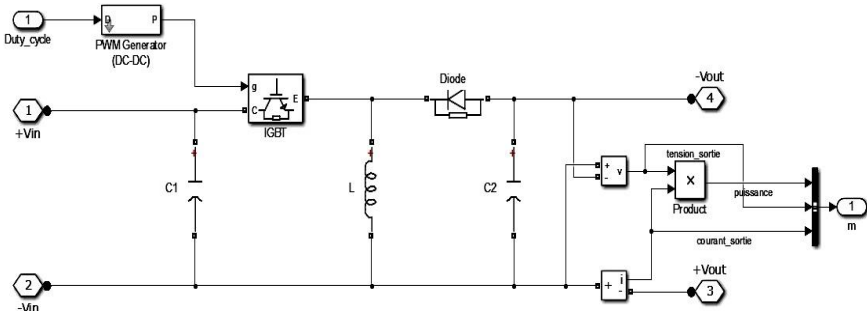 1
Duty_cycle
D
P
PWM Generator
(DC-DC)
g
C
E
IGBT
1
+Vin
Diode
-Vout
4
C1
L
C2
+
-
v
tension_sortie
×
Product
puissance
courant_sortie
1
m
2
-Vin
+
i
-
+Vout
3